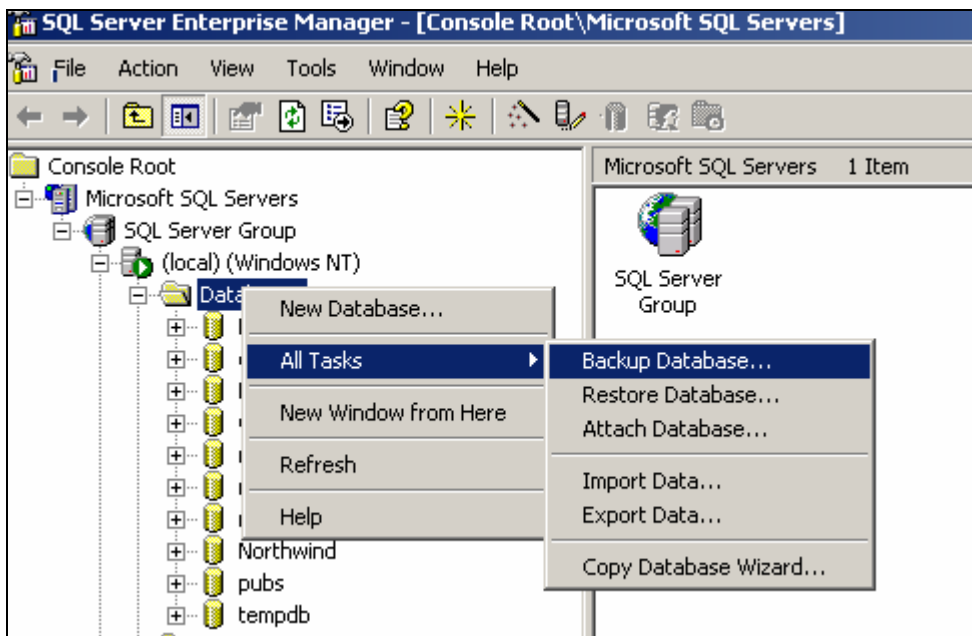 SQL Server Enterprise Manager - [Console Root\Microsoft SQL Servers]
File Action View Tools Window Help
Console Root
Microsoft SQL Servers
SQL Server Group
(local) (Windows NT)
Northwind
pubs
tempdb
New Database...
All Tasks
New Window from Here
Refresh
Help
Backup Database...
Restore Database...
Attach Database...
Import Data...
Export Data...
Copy Database Wizard...
Microsoft SQL Servers 1 Item
SQL Server
Group